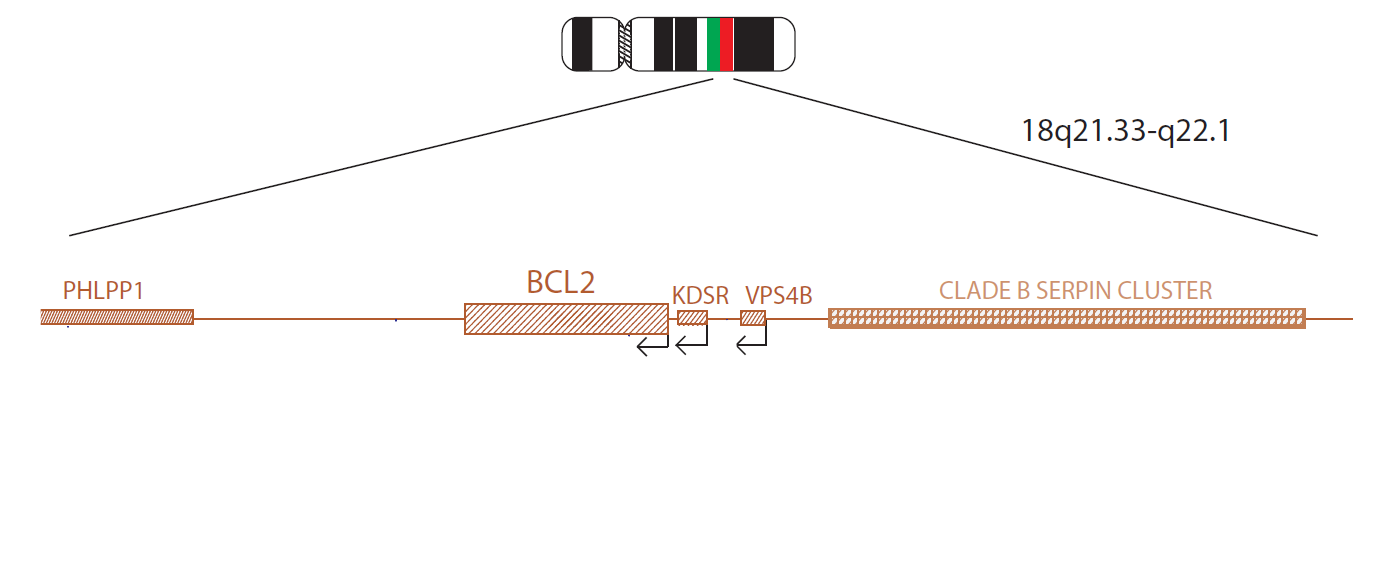 18q21.33-q22.1
PHLPP1
BCL2
KDSR
VPS4B
CLADE B SERPIN CLUSTER